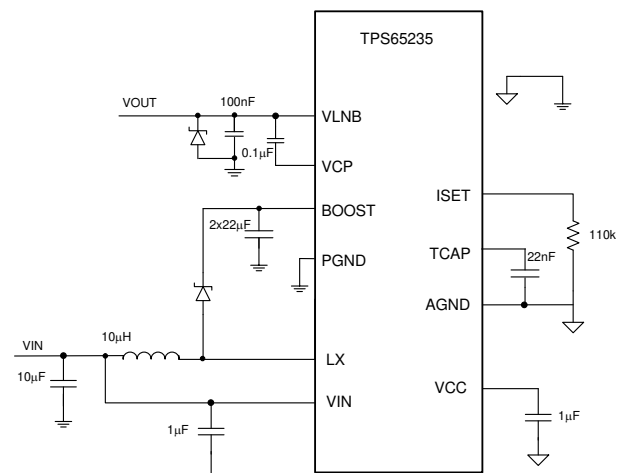 TPS65235
VOUT
100nF
VLNB
0.1μF
VCP
BOOST
2x22μF
PGND
ISET
110k
TCAP
22nF
AGND
VIN
10μH
LX
10μF
VIN
1μF
VCC
1μF